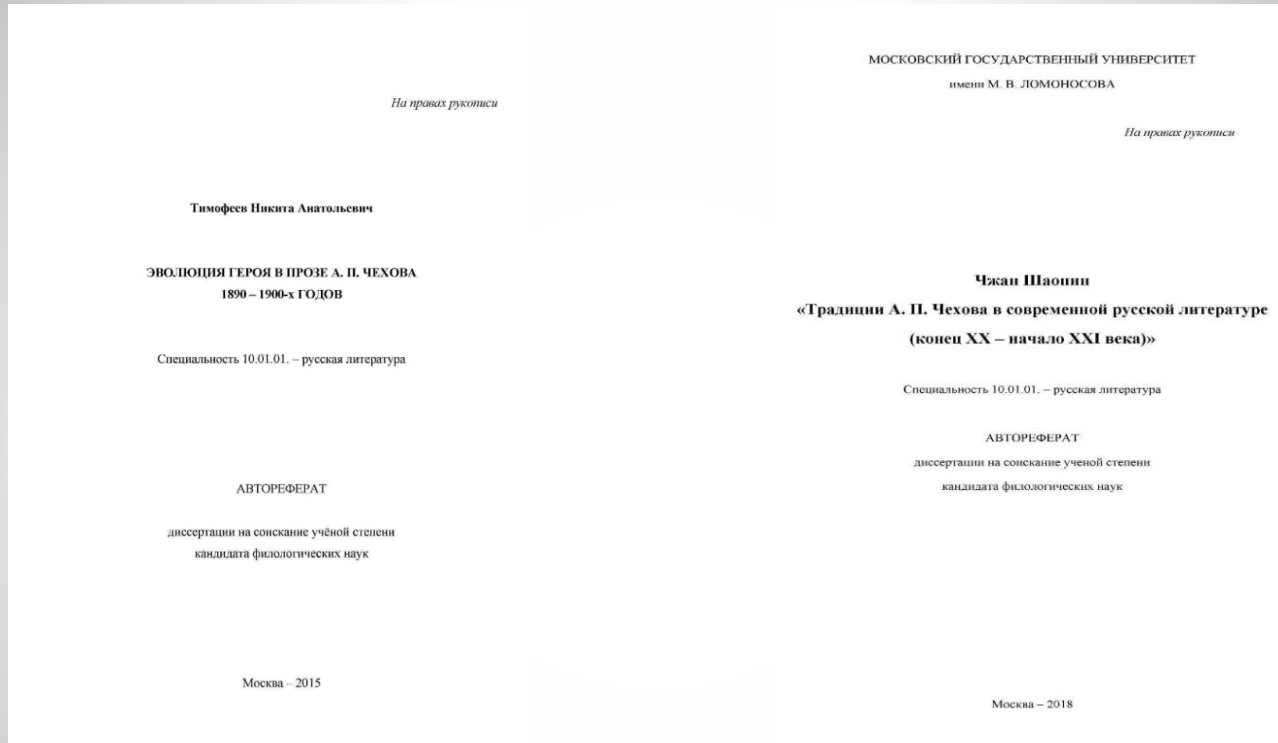 На правах рукописи
Тимофеев Никита Анатольевич
ЭВОЛЮЦИЯ ГЕРОЯ В ПРОЗЕ А. П. ЧЕХОВА
1890 – 1900-х ГОДОВ
Специальность 10.01.01. – русская литература
АВТОРЕФЕРАТ
диссертации на соискание учёной степени
кандидата филологических наук
Москва – 2015
МОСКОВСКИЙ ГОСУДАРСТВЕННЫЙ УНИВЕРСИТЕТ
имени М. В. ЛОМОНОСОВА
На правах рукописи
Чжан Шаопин
«Традиции А. П. Чехова в современной русской литературе
(конец XX – начало XXI века)»
Специальность 10.01.01. – русская литература
АВТОРЕФЕРАТ
диссертации на соискание ученой степени
кандидата филологических наук
Москва – 2018